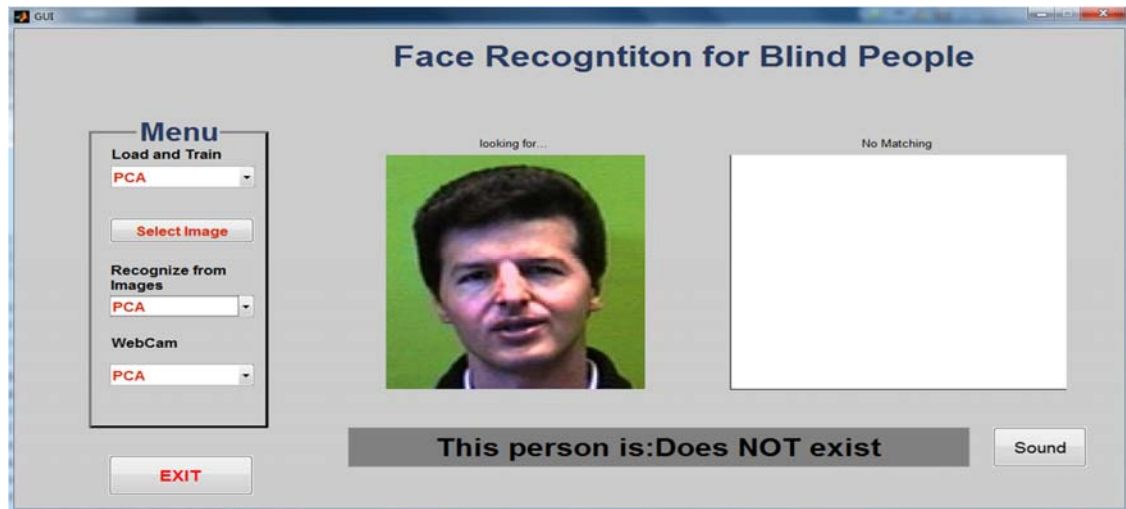 GUI
Face Recogntiton for Blind People
Menu
Load and Train
PCA
Select Image
Recognize from
Images
PCA
WebCam
PCA
EXIT
looking for...
No Matching
This person is:Does NOT exist
Sound